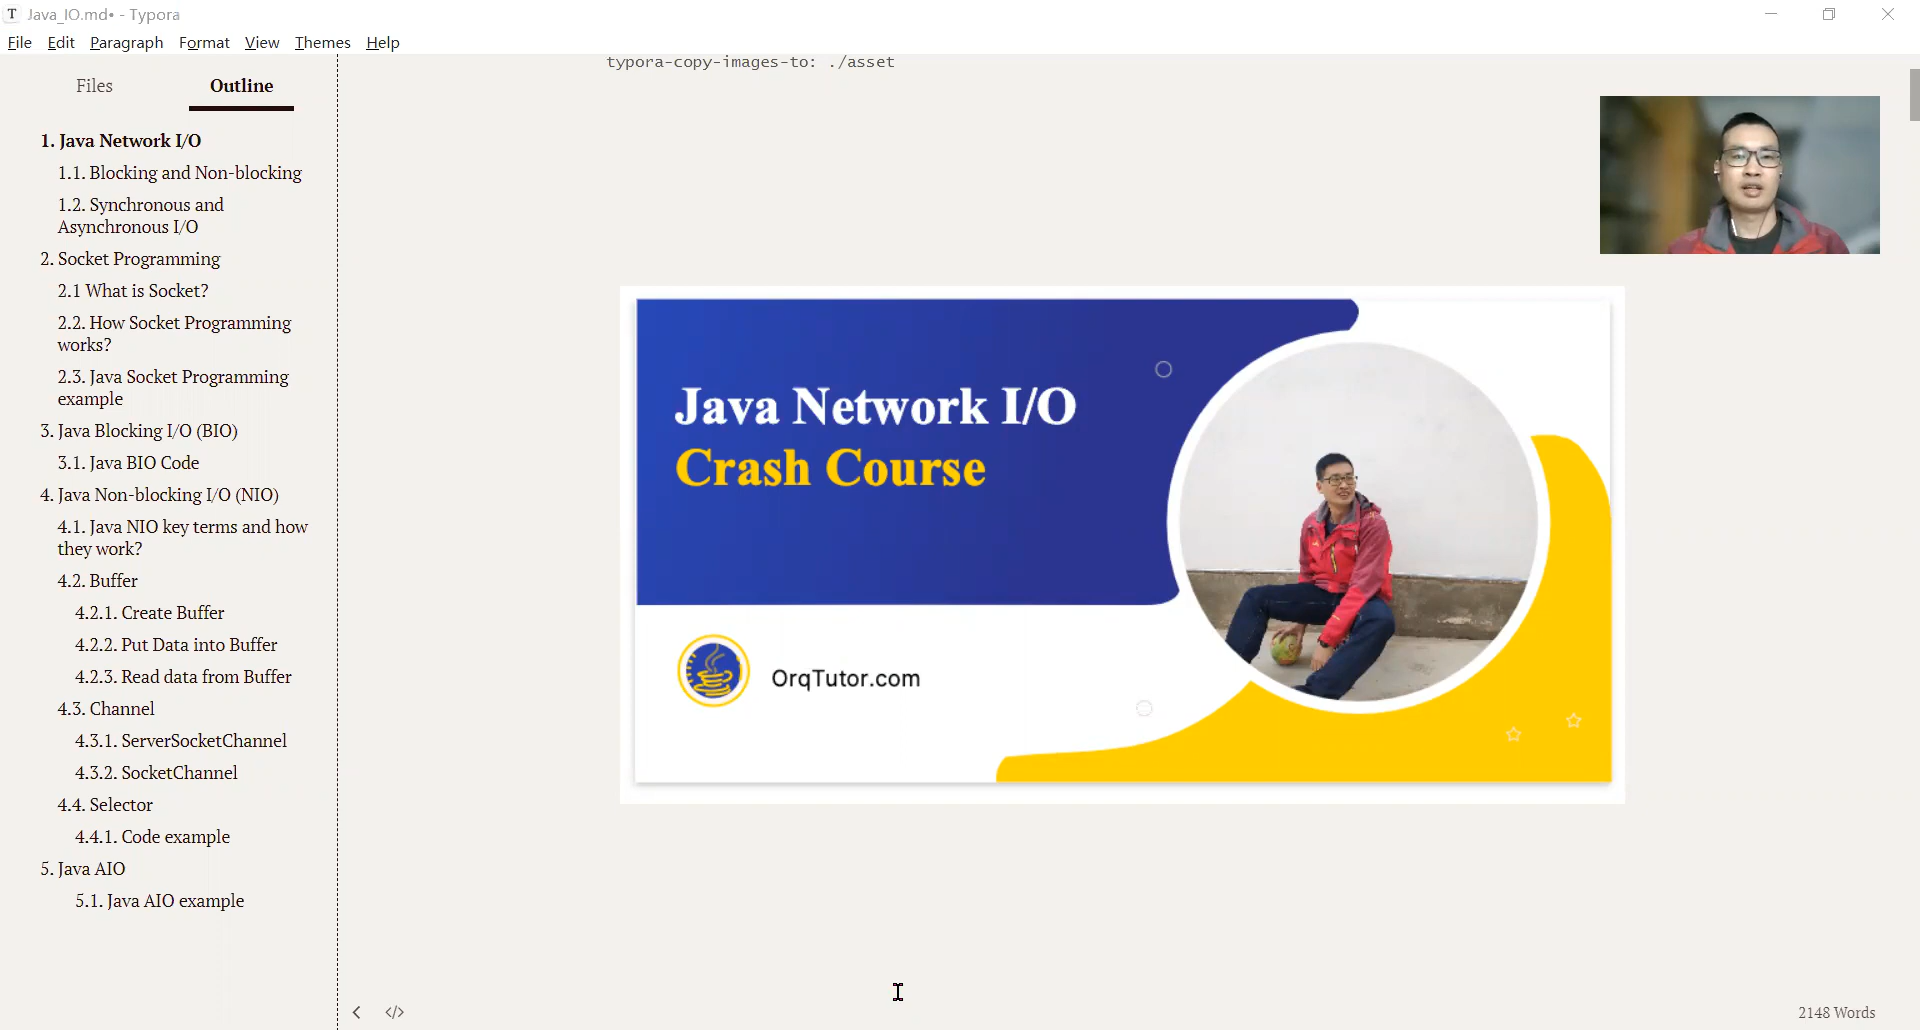 T Java_IO.md• - Typora
File Edit Paragraph Format View Themes Help
typora-copy-images-to: ./asset
Files Outline
1. Java Network I/O
1.1. Blocking and Non-blocking
1.2. Synchronous and
Asynchronous I/O
2. Socket Programming
2.1 What is Socket?
2.2. How Socket Programming
works?
2.3. Java Socket Programming
example
3. Java Blocking I/O (BIO)
3.1. Java BIO Code
4. Java Non-blocking I/O (NIO)
4.1. Java NIO key terms and how
they work?
4.2. Buffer
4.2.1. Create Buffer
4.2.2. Put Data into Buffer
4.2.3. Read data from Buffer
4.3. Channel
4.3.1. ServerSocketChannel
4.3.2. SocketChannel
4.4. Selector
4.4.1. Code example
5. Java AIO
5.1. Java AIO example
Java Network I/O
Crash Course
OrqTutor.com
</> 
2148 Words